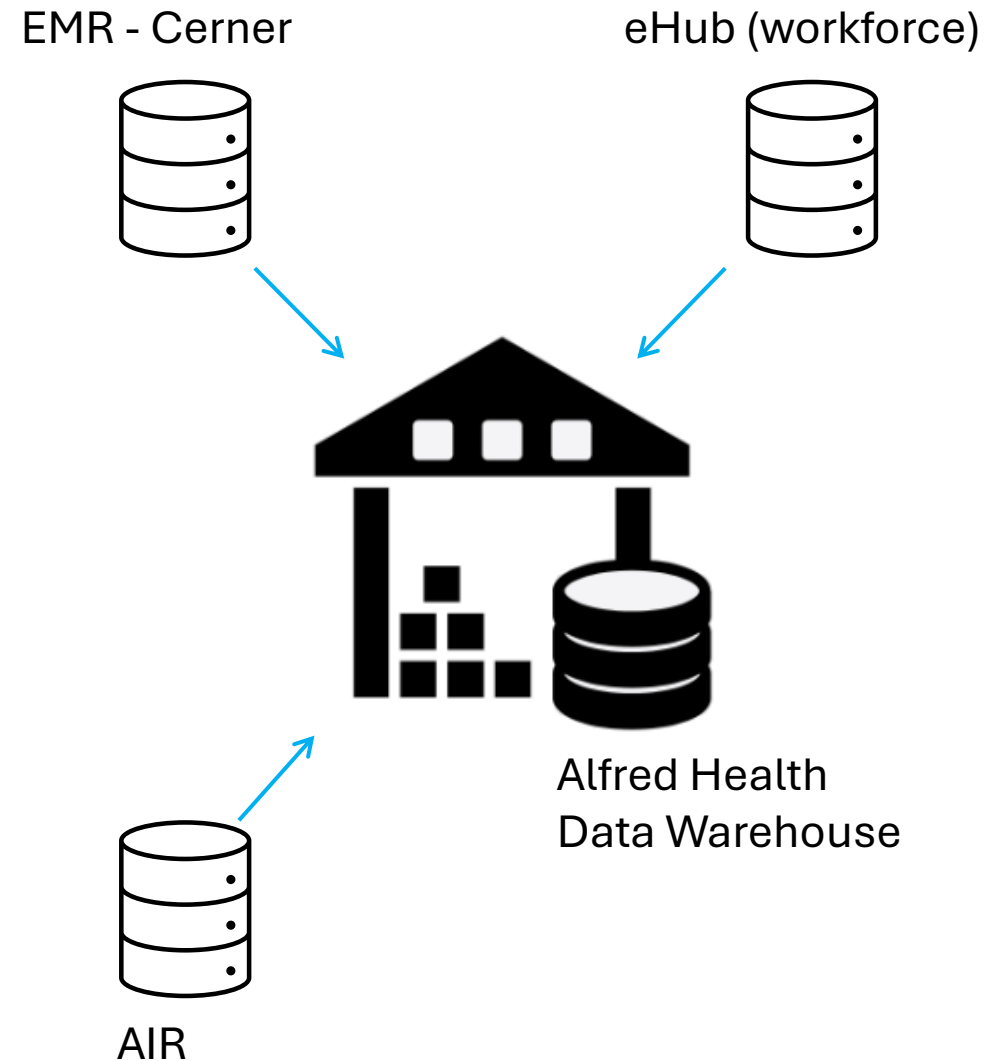 EMR - Cerner
eHub (workforce)
Alfred Health
Data Warehouse
AIR